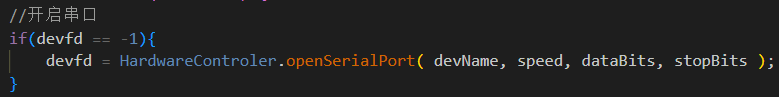 //开启串口
if(devfd == -1){
    devfd = HardwareControler.openSerialPort( devName, speed, dataBits, stopBits );
}